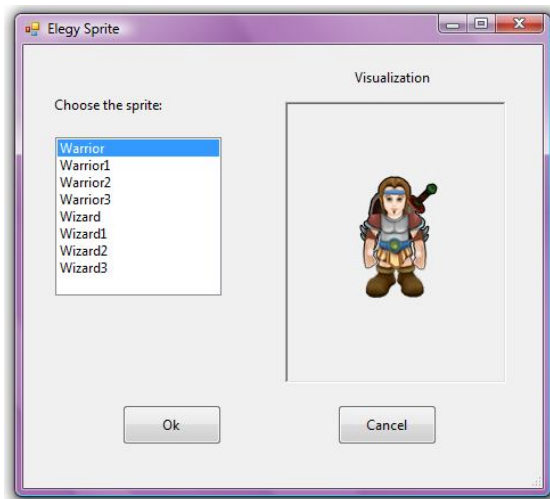 Elegy Sprite
Visualization
Choose the sprite:
Warrior
Warrior1
Warrior2
Warrior3
Wizard
Wizard1
Wizard2
Wizard3
Ok
Cancel